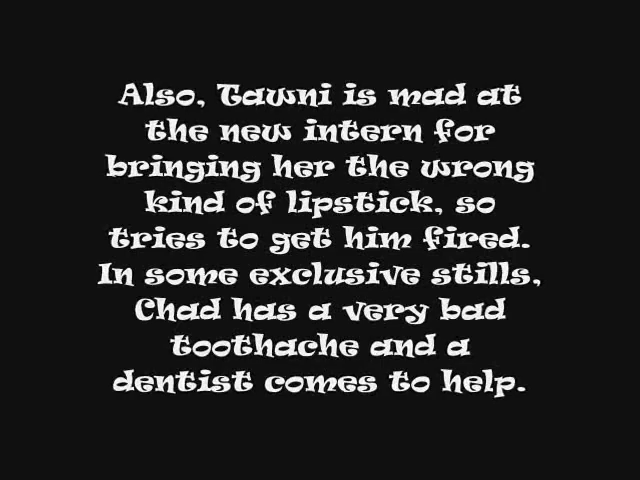 Also, Tawni is mad at
the new intern for
bringing her the wrong
kind of lipstick, so
tries to get him fired.
In some exclusive stills,
Chad has a very bad
toothache and a
dentist comes to help.